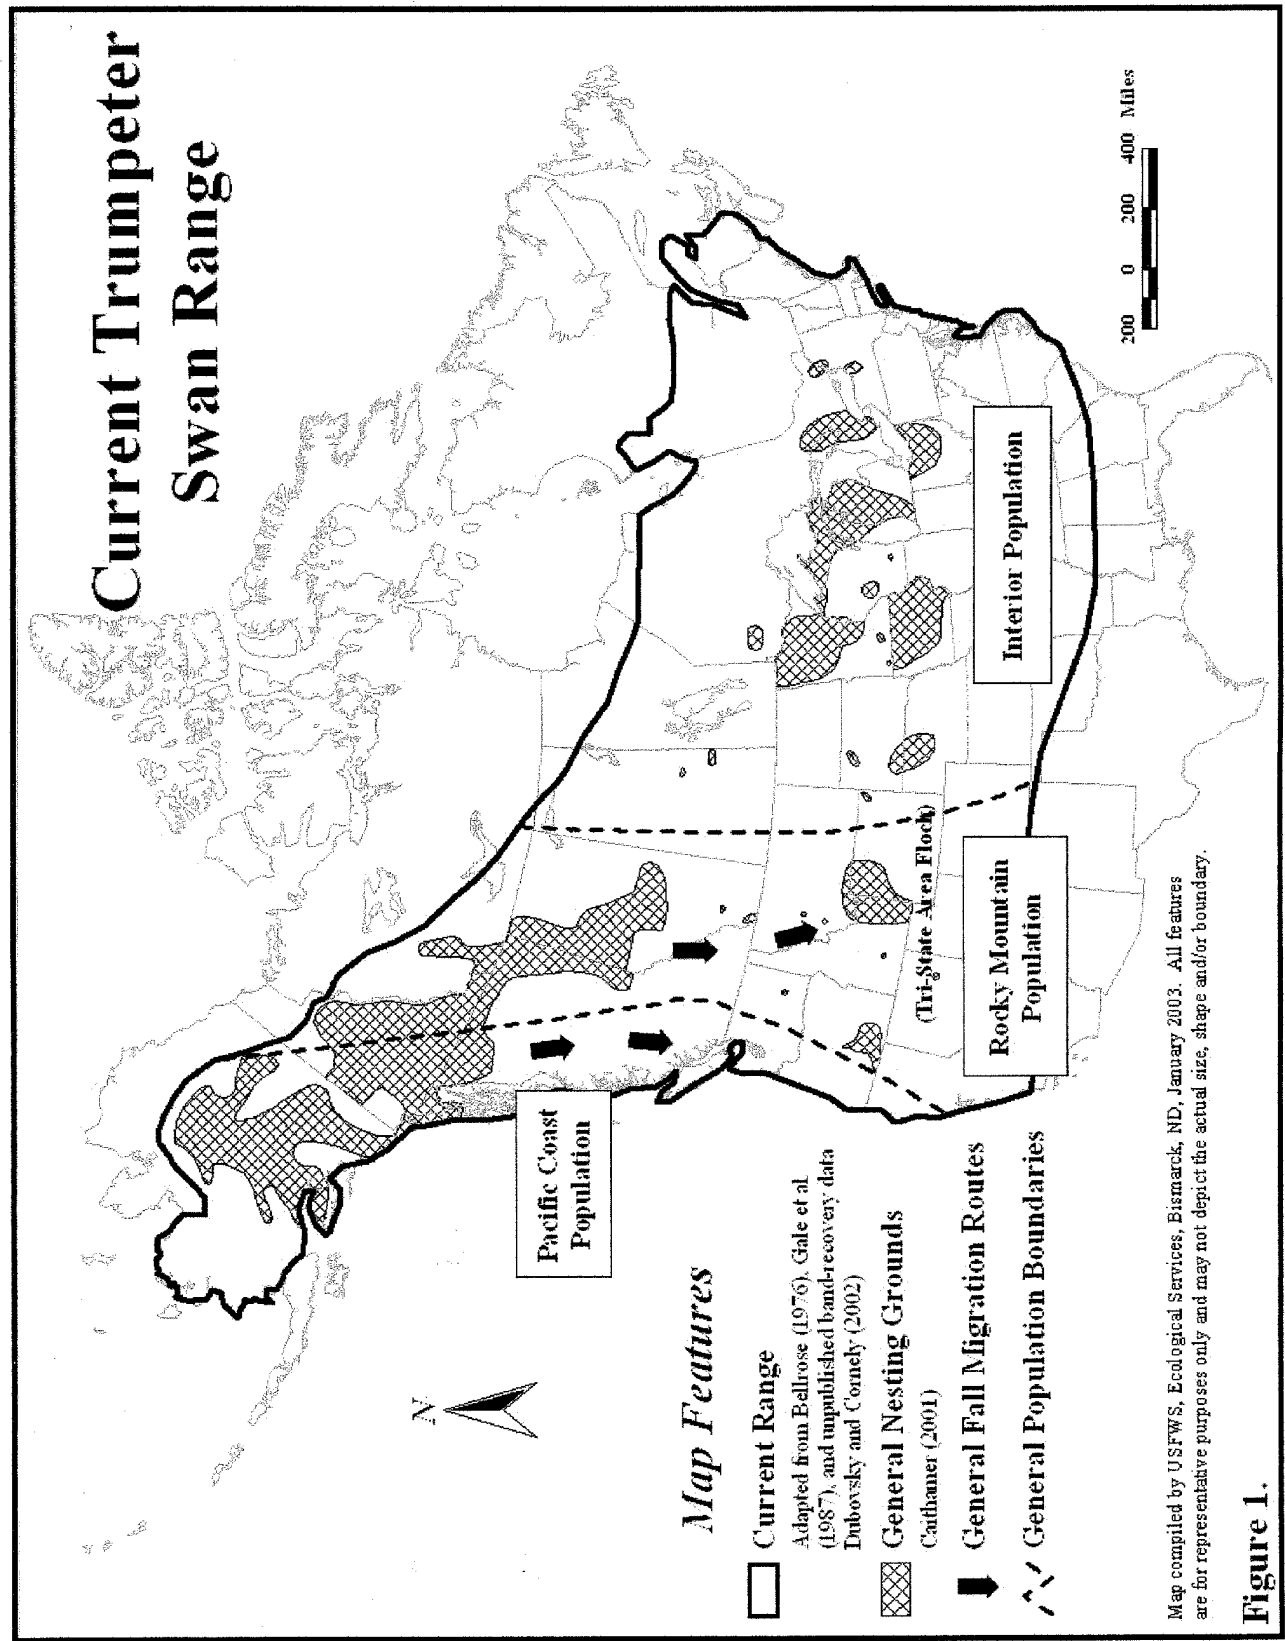 Current Trumpeter
Swan Range
N
Pacific Coast
Population
Rocky Mountain
Population
Interior Population
(Tri-State Area Flock)
Map Features
Current Range
Adapted from Bellrose (1976), Gale et al.
(1987), and unpublished band-recovery data
Dubovsky and Cornely (2002)
General Nesting Grounds
Caithamer (2001)
General Fall Migration Routes
General Population Boundaries
200 0 200 400 Miles
Map compiled by USFWS, Ecological Services, Bismarck, ND, January 2003. All features
are for representative purposes only and may not depict the actual size, shape and/or boundary.
Figure 1.